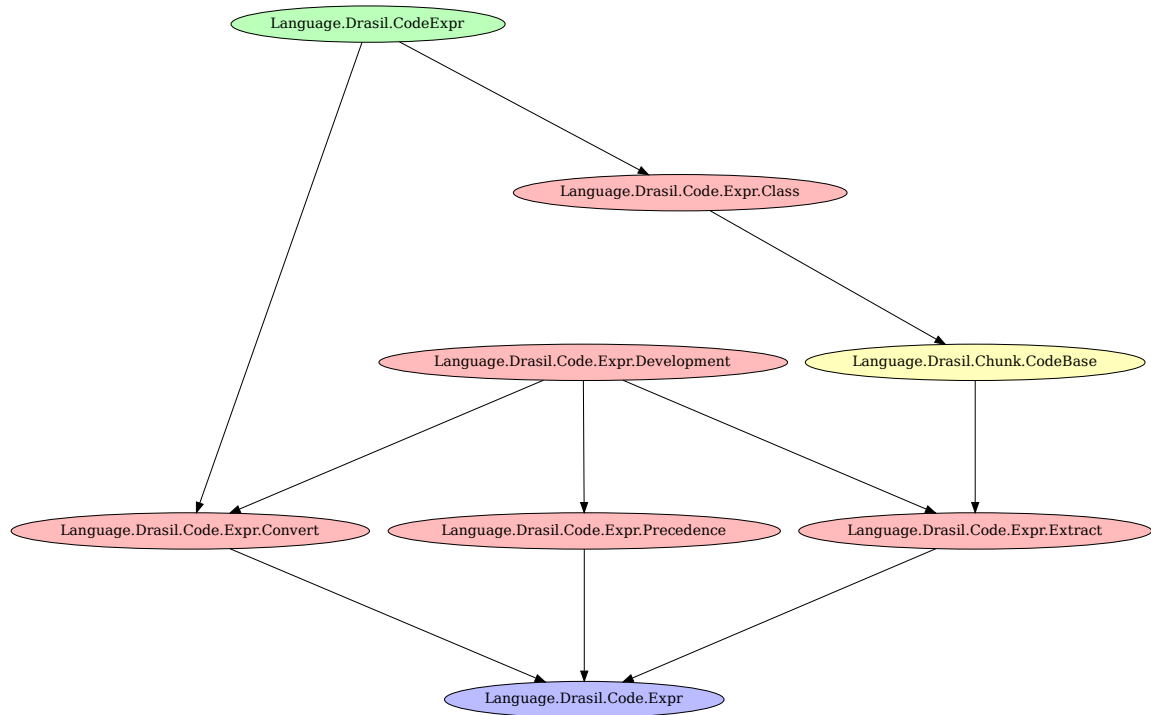 Language.Drasil.CodeExpr
Language.Drasil.Code.Expr.Class
Language.Drasil.Code.Expr.Development
Language.Drasil.Chunk.CodeBase
Language.Drasil.Code.Expr.Convert
Language.Drasil.Code.Expr.Precedence
Language.Drasil.Code.Expr.Extract
Language.Drasil.Code.Expr